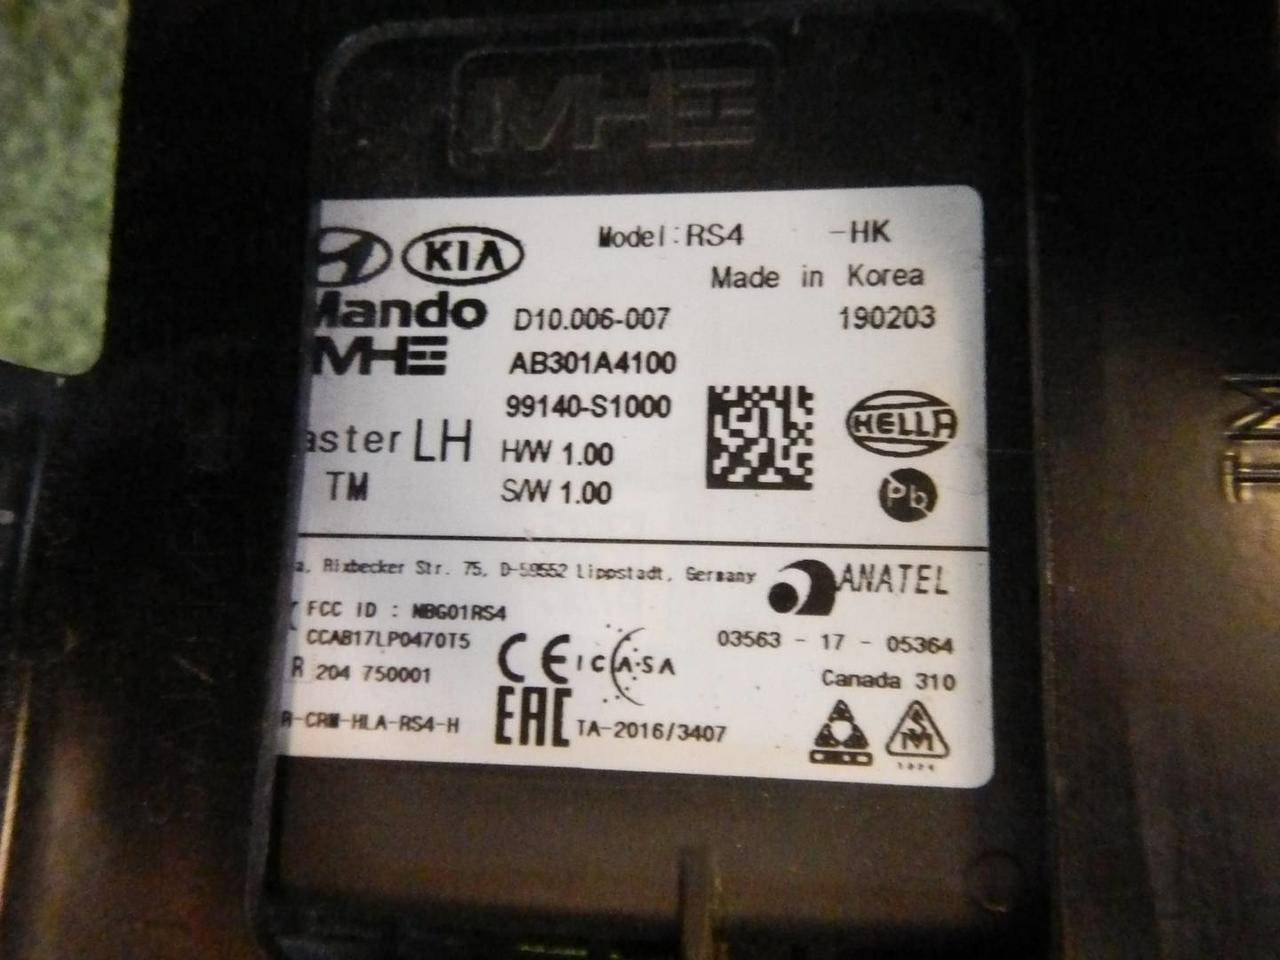 MHE
KIA
Model:RS4 -HK
Made in Korea
Mando D10.006-007 190203
MHE AB301A4100
99140-S1000
HELLA
aster LH H/W 1.00
TM S/W 1.00
Pb
a, Rixbecker Str. 75, D-59552 Lippstadt, Germany
ANATEL
FCC ID : NBG01RS4
CCAB17LP0470T5
03563 - 17 - 05364
R 204 750001
CE ICASA
Canada 310
R-CRM-HLA-RS4-H
EAC TA-2016/3407
TM